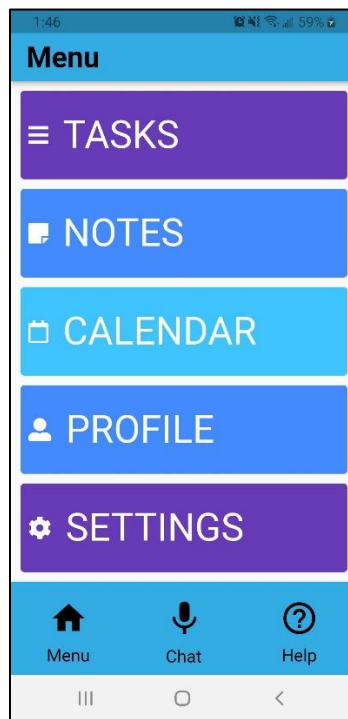 1:46 59%
Menu
TASKS
NOTES
CALENDAR
PROFILE
SETTINGS
Menu Chat Help